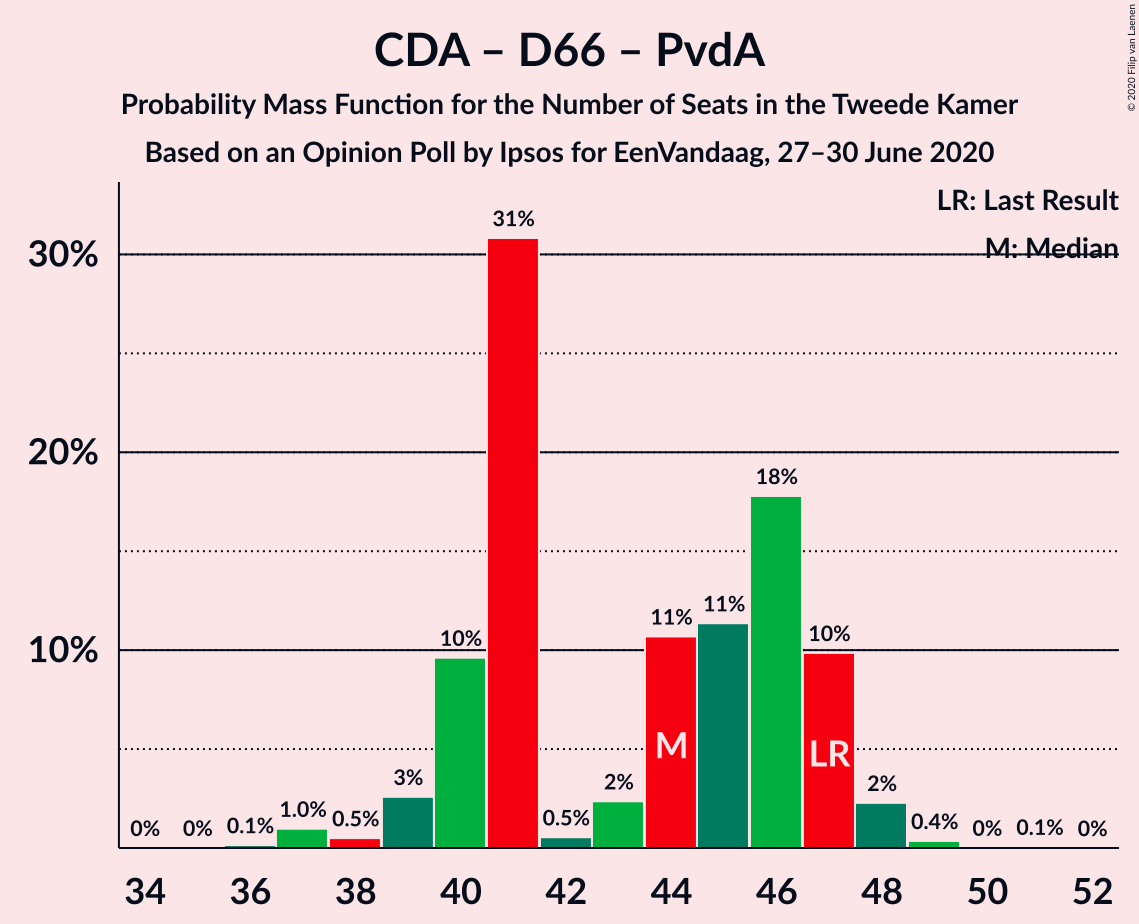 CDA – D66 – PvdA
Probability Mass Function for the Number of Seats in the Tweede Kamer
Based on an Opinion Poll by Ipsos for EenVandaag, 27–30 June 2020
© 2020 Filip van Laenen
LR: Last Result
M: Median
30%
20%
10%
0%
0%
0.1%
1.0%
0.5%
3%
10%
31%
0.5%
2%
11%
11%
18%
10%
2%
0.4%
0%
0.1%
0%
M
LR
34 36 38 40 42 44 46 48 50 52